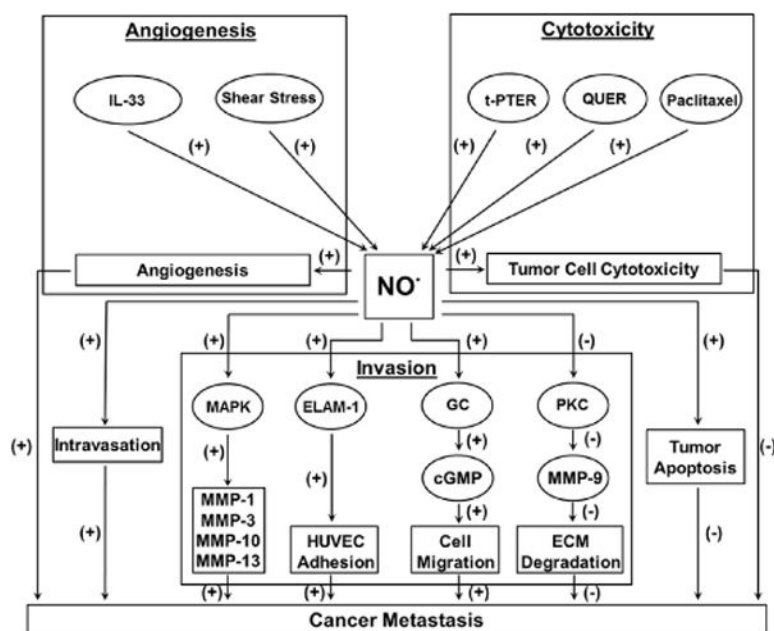 Angiogenesis
Cytotoxicity
IL-33
Shear Stress
t-PTER
QUER
Paclitaxel
(+)
(+)
(+)
(+)
(+)
Angiogenesis
(+)
NO·
(+)
Tumor Cell Cytotoxicity
(+)
(+)
(+)
(+)
(-)
(+)
Invasion
MAPK
ELAM-1
GC
PKC
(+)
Intravasation
(+)
(+)
(+)
(-)
Tumor
Apoptosis
(-)
cGMP
MMP-9
MMP-1
MMP-3
MMP-10
MMP-13
(+)
(+)
(-)
(-)
HUVEC
Adhesion
Cell
Migration
ECM
Degradation
(+)
(+)
(+)
(-)
Cancer Metastasis